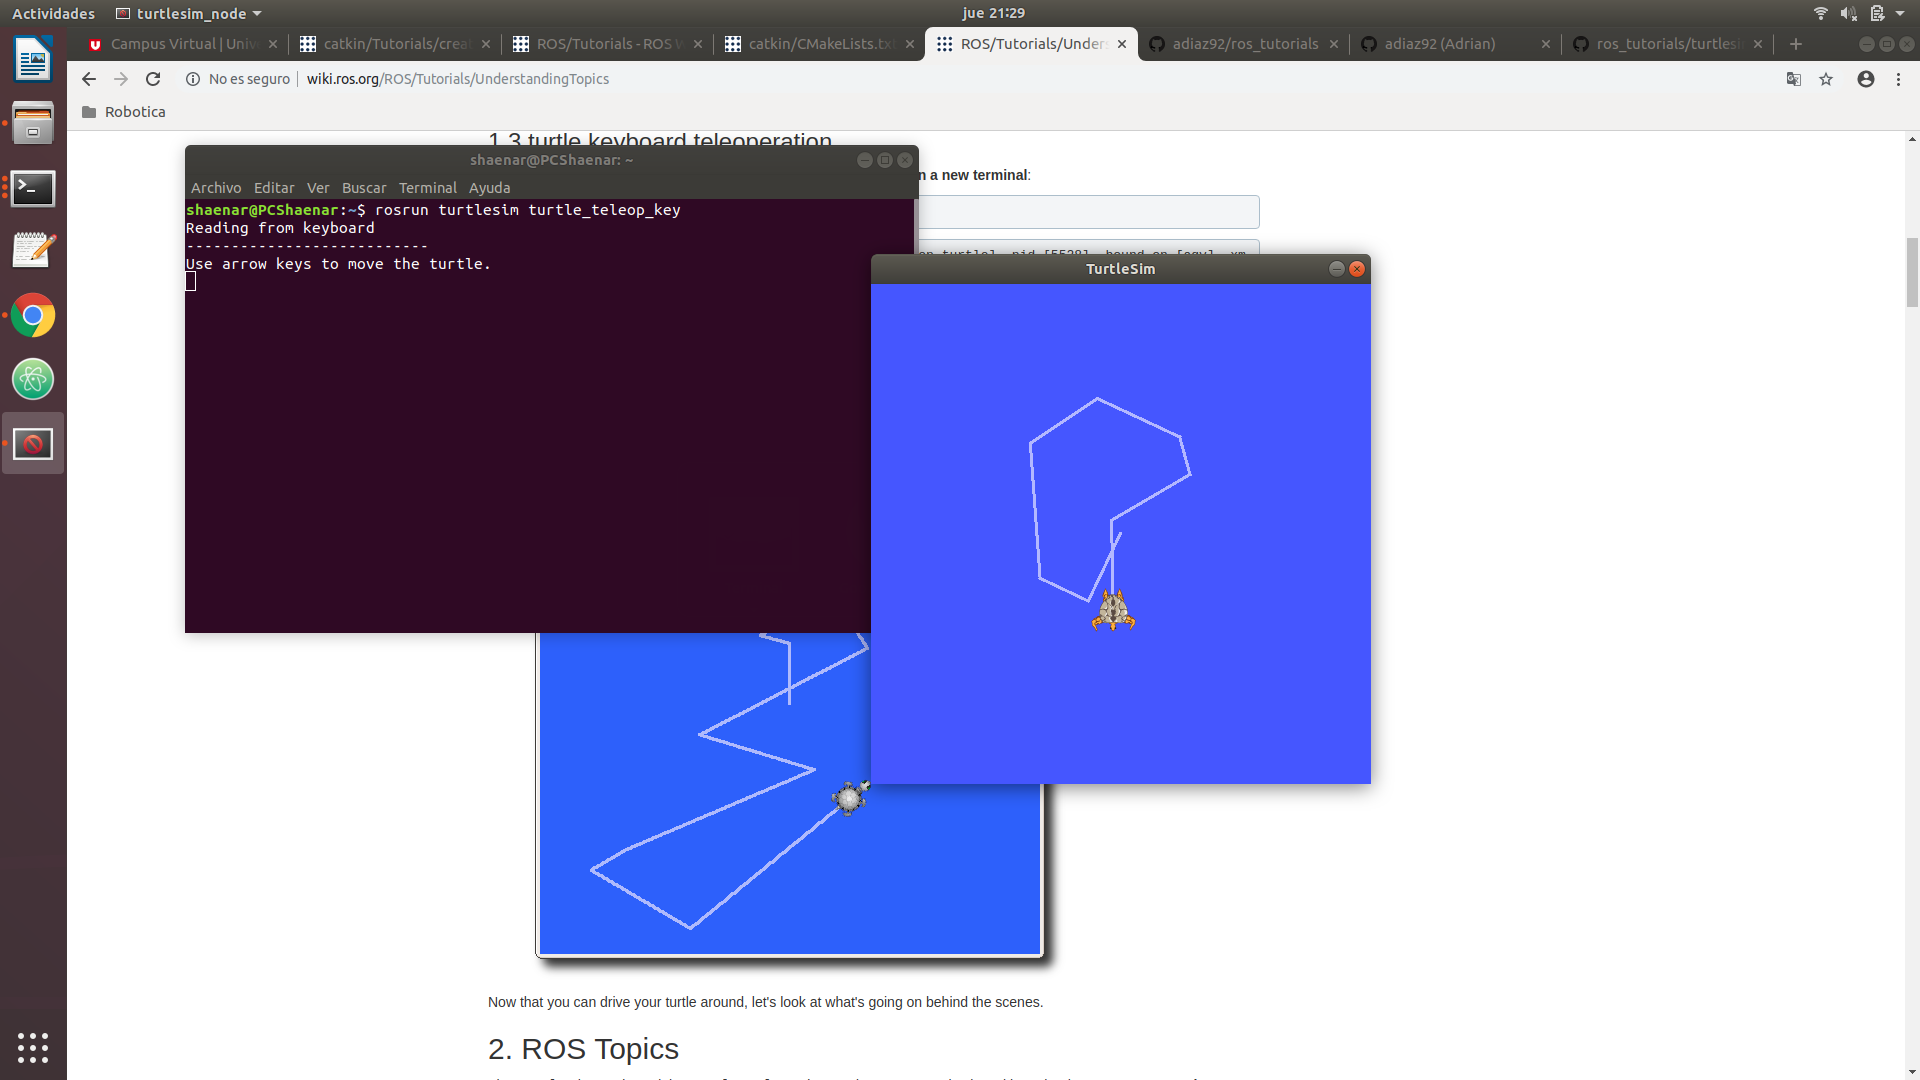 Actividades turtlesim_node jue 21:29
Campus Virtual | Univ catkin/Tutorials/crea ROS/Tutorials - ROS W catkin/CMakeLists.txt ROS/Tutorials/Unders adiaz92/ros_tutorials adiaz92 (Adrian) ros_tutorials/turtlesi
No es seguro wiki.ros.org/ROS/Tutorials/UnderstandingTopics
Robotica
1.3 turtle keyboard teleoperation
shaenar@PCShaenar: ~
n a new terminal:
Archivo Editar Ver Buscar Terminal Ayuda
shaenar@PCShaenar:~$ rosrun turtlesim turtle_teleop_key
Reading from keyboard
---------------------------
Use arrow keys to move the turtle.
TurtleSim
Now that you can drive your turtle around, let's look at what's going on behind the scenes.
2. ROS Topics